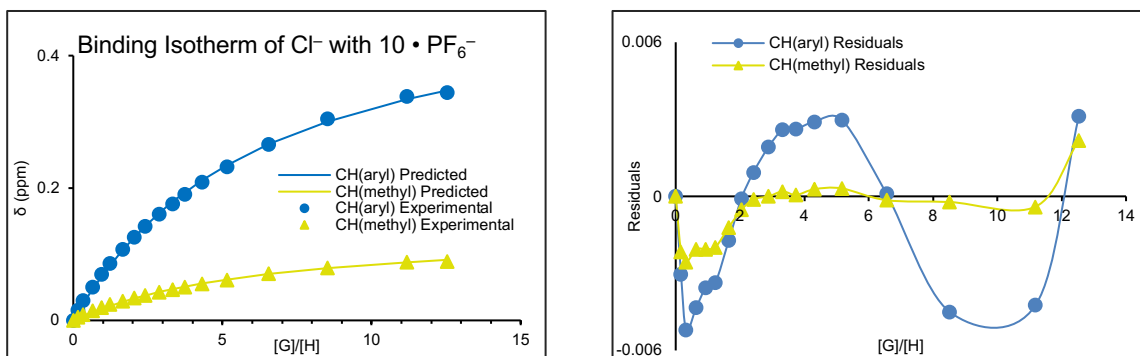 Binding Isotherm of Cl– with 10 • PF6–
0.4
0.2
0
δ (ppm)
CH(aryl) Predicted
CH(methyl) Predicted
CH(aryl) Experimental
CH(methyl) Experimental
0 5 10 15
[G]/[H]
0.006
0
-0.006
Residuals
CH(aryl) Residuals
CH(methyl) Residuals
0 2 4 6 8 10 12 14
[G]/[H]